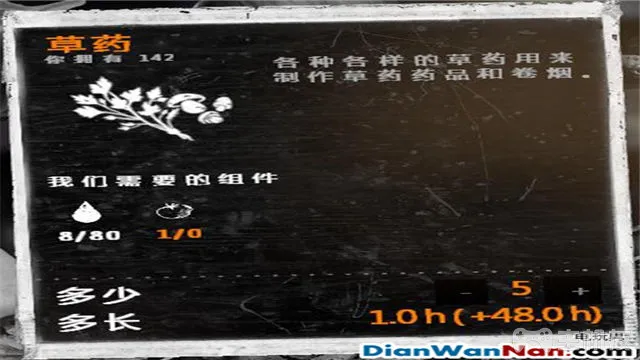 草药
你拥有 142
各种各样的草药用来
制作草药药品和卷烟。
我们需要的组件
8/80
1/0
多少
- 5 +
多长
1.0 h (+48.0 h)
DianWanNan.com